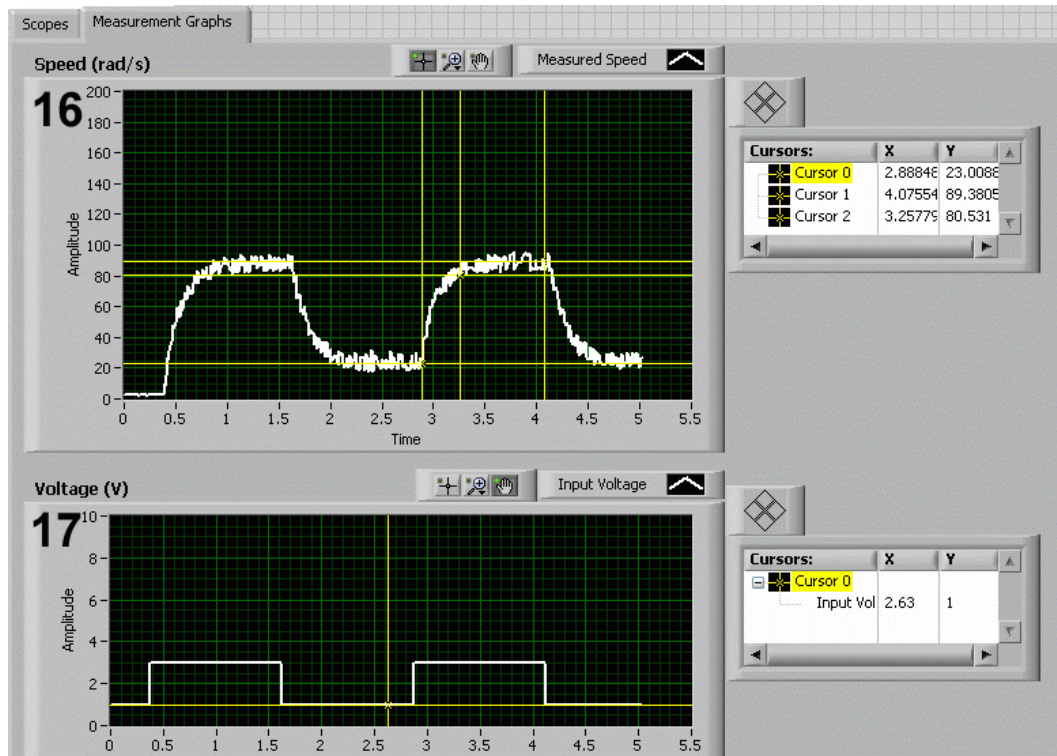 Scopes Measurement Graphs
Speed (rad/s)
Measured Speed
16
200
180
160
140
120
100
80
60
40
20
0
Amplitude
0 0.5 1 1.5 2 2.5 3 3.5 4 4.5 5 5.5
Time
Cursors: X Y
Cursor 0 2.88848 23.0088
Cursor 1 4.07554 89.3805
Cursor 2 3.25779 80.531
Voltage (V)
Input Voltage
17
10
8
6
4
2
0
Amplitude
0 0.5 1 1.5 2 2.5 3 3.5 4 4.5 5 5.5
Cursors: X Y
Cursor 0
Input Vol 2.63 1